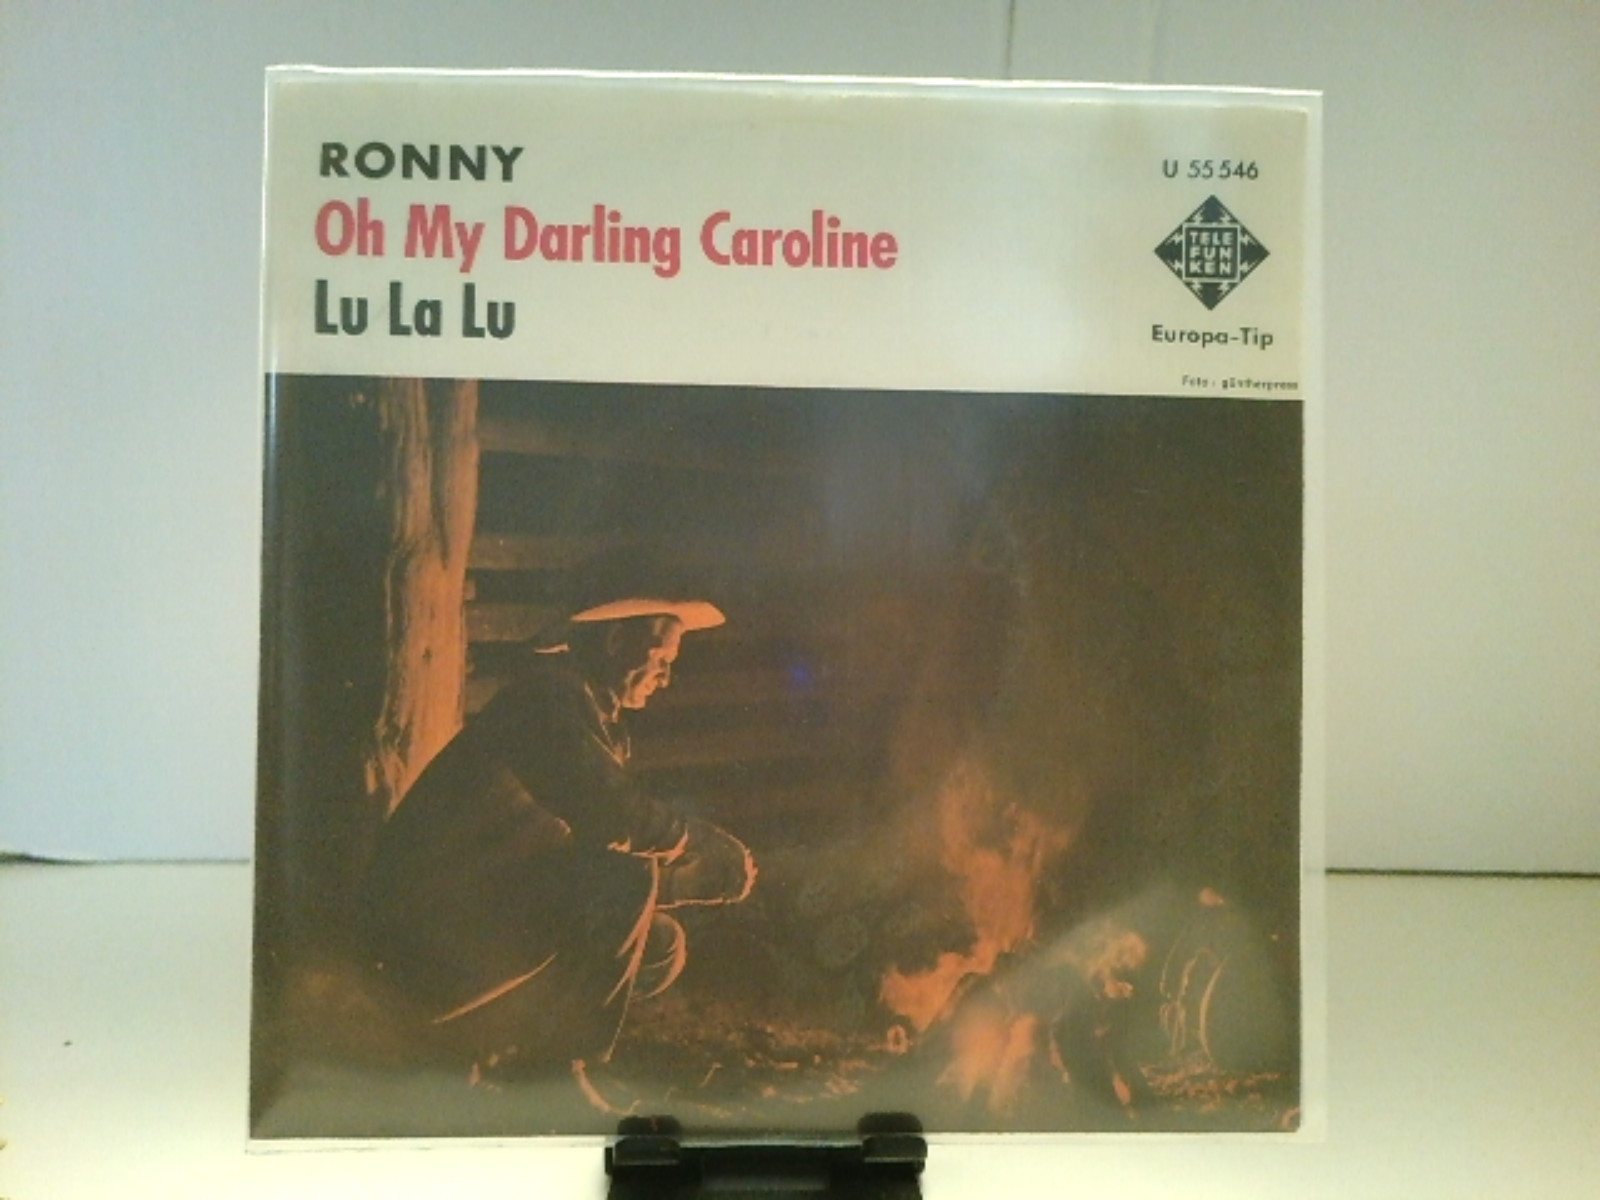 RONNY
Oh My Darling Caroline
Lu La Lu
U 55 546
TELE
FUN
KEN
Europa-Tip
Foto: güntherpress